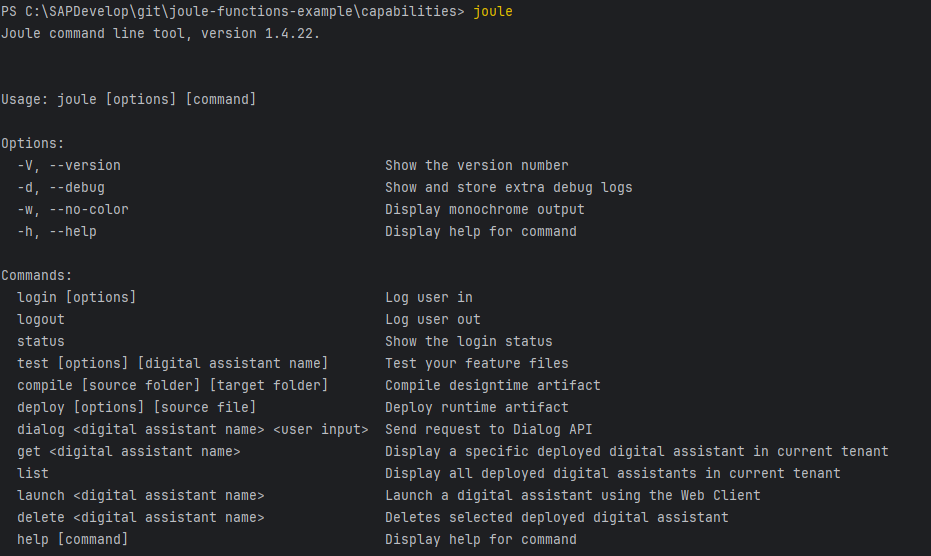 PS C:\SAPDevelop\git\joule-functions-example\capabilities> joule
Joule command line tool, version 1.4.22.
Usage: joule [options] [command]
Options:
  -V, --version                                 Show the version number
  -d, --debug                                   Show and store extra debug logs
  -w, --no-color                                Display monochrome output
  -h, --help                                    Display help for command
Commands:
  login [options]                               Log user in
  logout                                        Log user out
  status                                        Show the login status
  test [options] [digital assistant name]       Test your feature files
  compile [source folder] [target folder]       Compile designtime artifact
  deploy [options] [source file]                Deploy runtime artifact
  dialog <digital assistant name> <user input>  Send request to Dialog API
  get <digital assistant name>                  Display a specific deployed digital assistant in current tenant
  list                                          Display all deployed digital assistants in current tenant
  launch <digital assistant name>               Launch a digital assistant using the Web Client
  delete <digital assistant name>               Deletes selected deployed digital assistant
  help [command]                                Display help for command